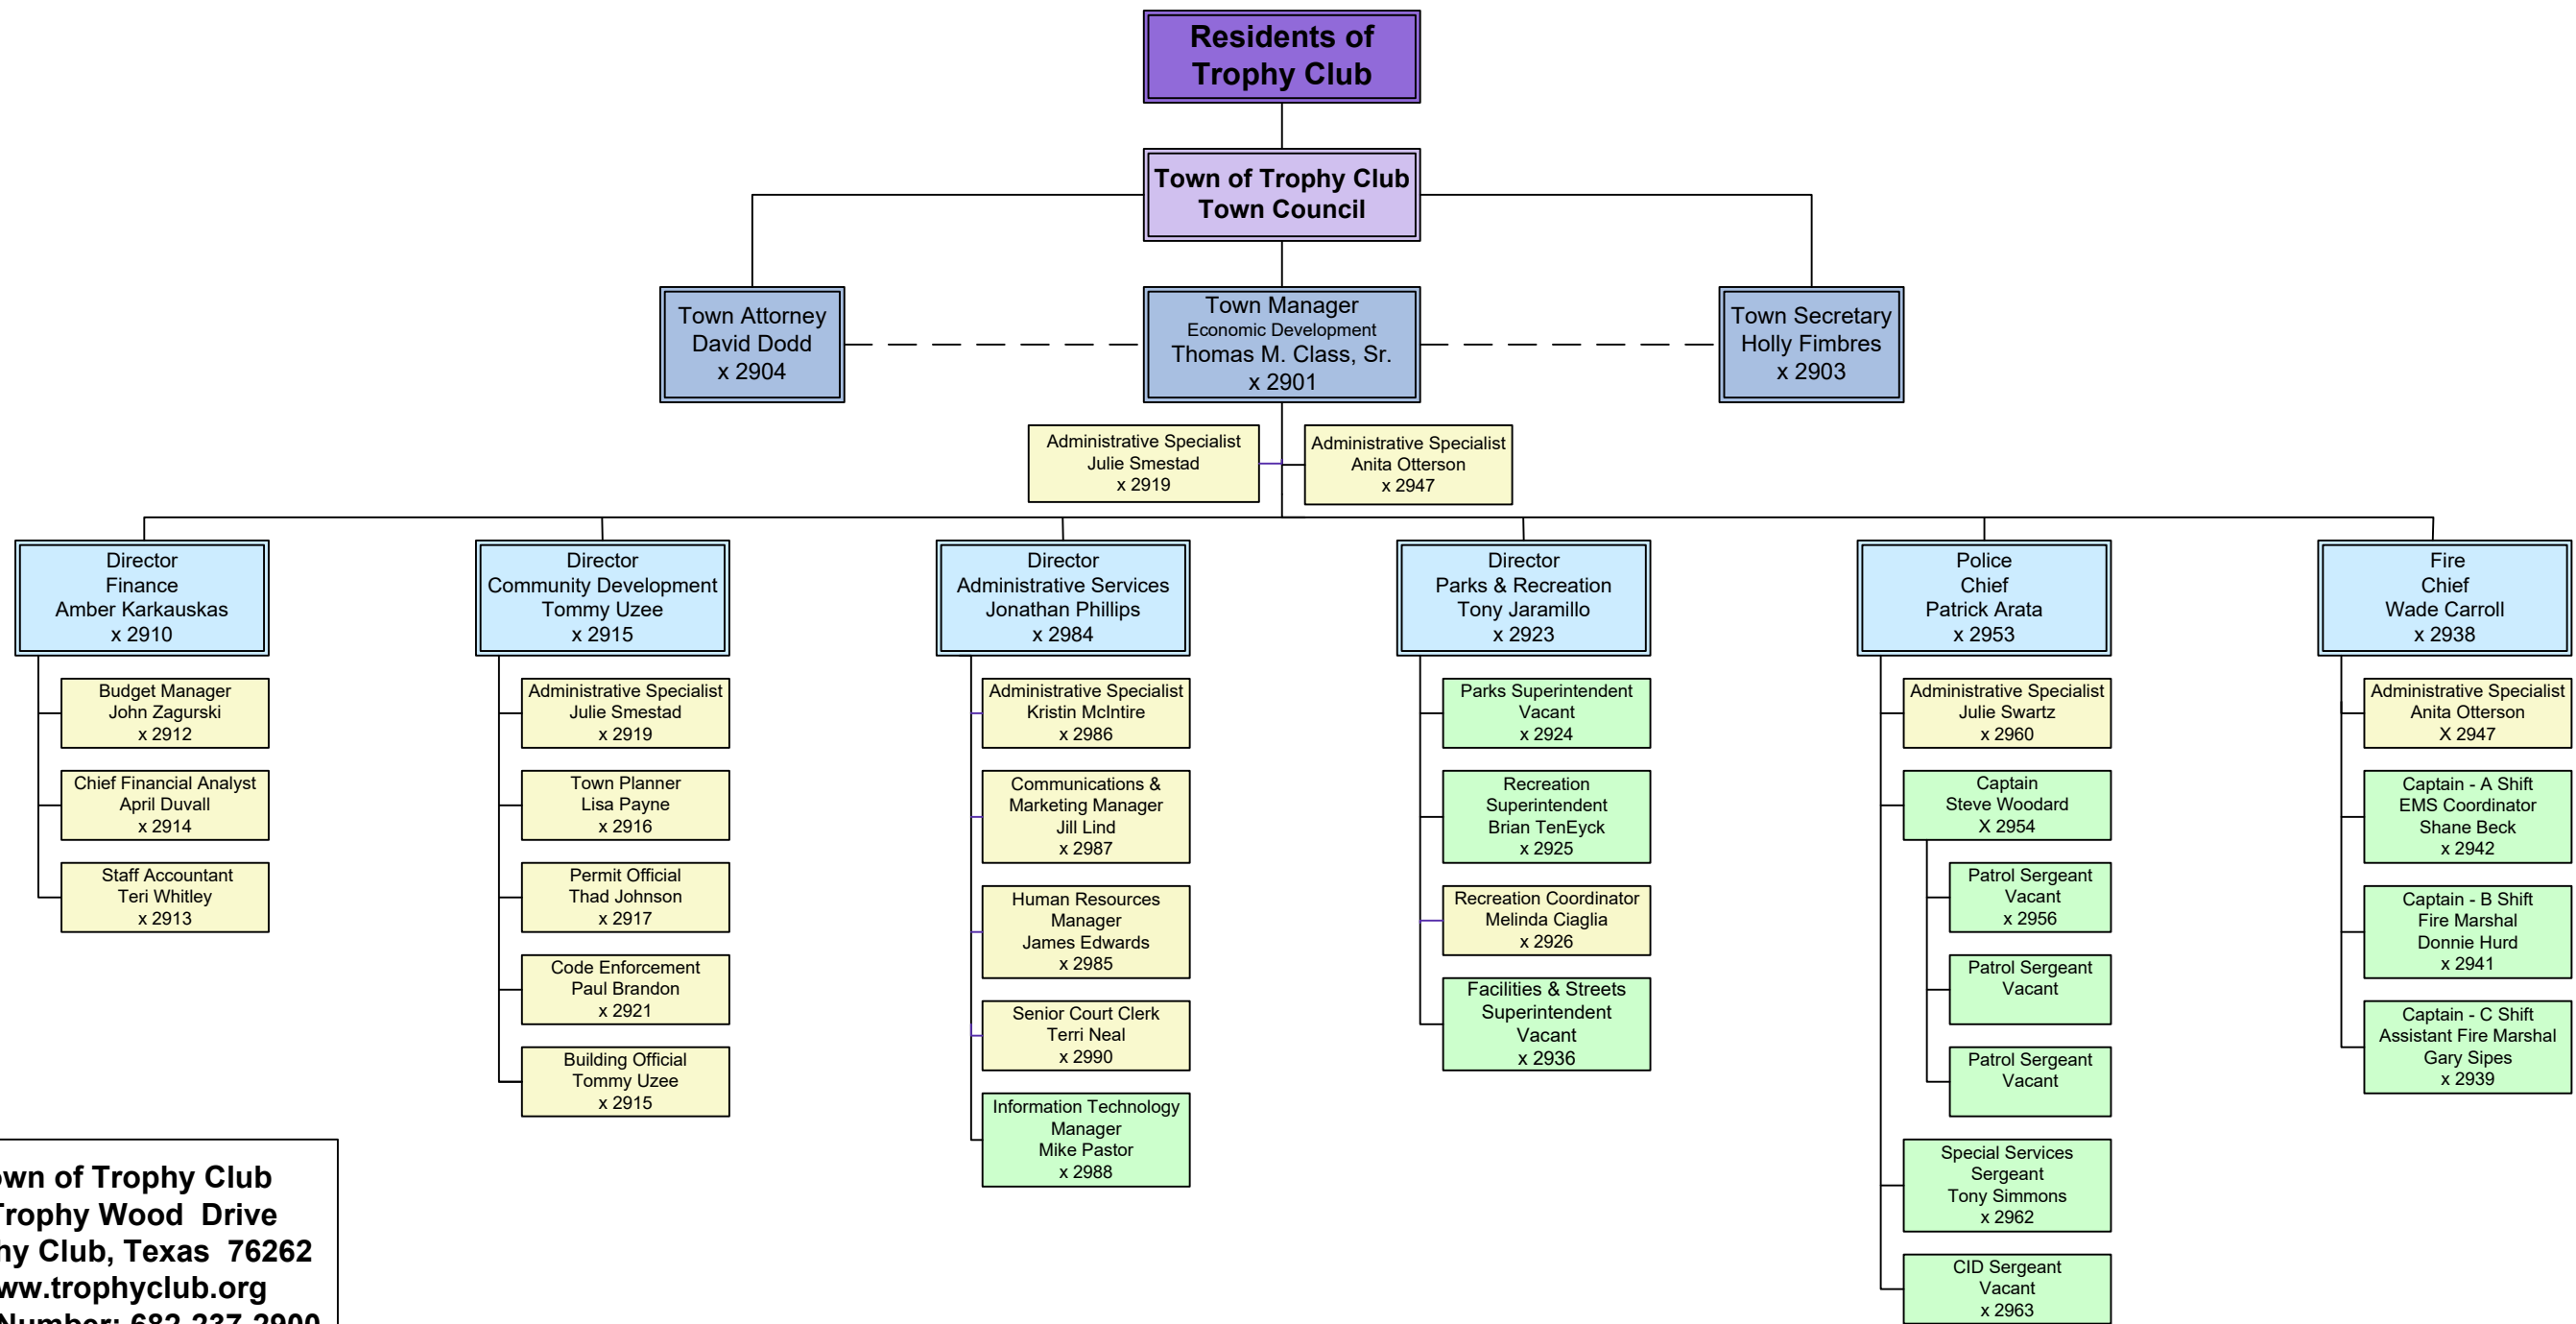 Residents of
Trophy Club
Town of Trophy Club
Town Council
Town Attorney
David Dodd
x 2904
Town Manager
Economic Development
Thomas M. Class, Sr.
x 2901
Town Secretary
Holly Fimbres
x 2903
Administrative Specialist
Julie Smestad
x 2919
Administrative Specialist
Anita Otterson
x 2947
Director
Finance
Amber Karkauskas
x 2910
Budget Manager
John Zagurski
x 2912
Chief Financial Analyst
April Duvall
x 2914
Staff Accountant
Teri Whitley
x 2913
Director
Community Development
Tommy Uzee
x 2915
Administrative Specialist
Julie Smestad
x 2919
Town Planner
Lisa Payne
x 2916
Permit Official
Thad Johnson
x 2917
Code Enforcement
Paul Brandon
x 2921
Building Official
Tommy Uzee
x 2915
Director
Administrative Services
Jonathan Phillips
x 2984
Administrative Specialist
Kristin McIntire
x 2986
Communications &
Marketing Manager
Jill Lind
x 2987
Human Resources
Manager
James Edwards
x 2985
Senior Court Clerk
Terri Neal
x 2990
Information Technology
Manager
Mike Pastor
x 2988
Director
Parks & Recreation
Tony Jaramillo
x 2923
Parks Superintendent
Vacant
x 2924
Recreation
Superintendent
Brian TenEyck
x 2925
Recreation Coordinator
Melinda Ciaglia
x 2926
Facilities & Streets
Superintendent
Vacant
x 2936
Police
Chief
Patrick Arata
x 2953
Administrative Specialist
Julie Swartz
x 2960
Captain
Steve Woodard
X 2954
Patrol Sergeant
Vacant
x 2956
Patrol Sergeant
Vacant
Patrol Sergeant
Vacant
Special Services
Sergeant
Tony Simmons
x 2962
CID Sergeant
Vacant
x 2963
Fire
Chief
Wade Carroll
x 2938
Administrative Specialist
Anita Otterson
X 2947
Captain - A Shift
EMS Coordinator
Shane Beck
x 2942
Captain - B Shift
Fire Marshal
Donnie Hurd
x 2941
Captain - C Shift
Assistant Fire Marshal
Gary Sipes
x 2939
of Trophy Club
Trophy Wood Drive
Club, Texas 76262
www.trophyclub.org
Number: 682-237-2900